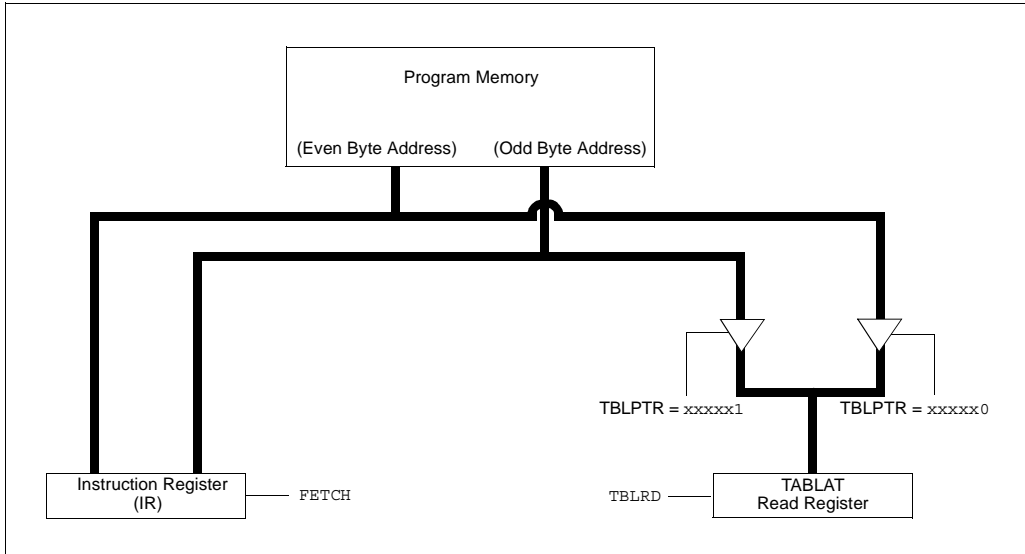 Program Memory
(Even Byte Address) (Odd Byte Address)
TBLPTR = xxxxx1
TBLPTR = xxxxx0
Instruction Register
(IR)
FETCH
TBLRD
TABLAT
Read Register